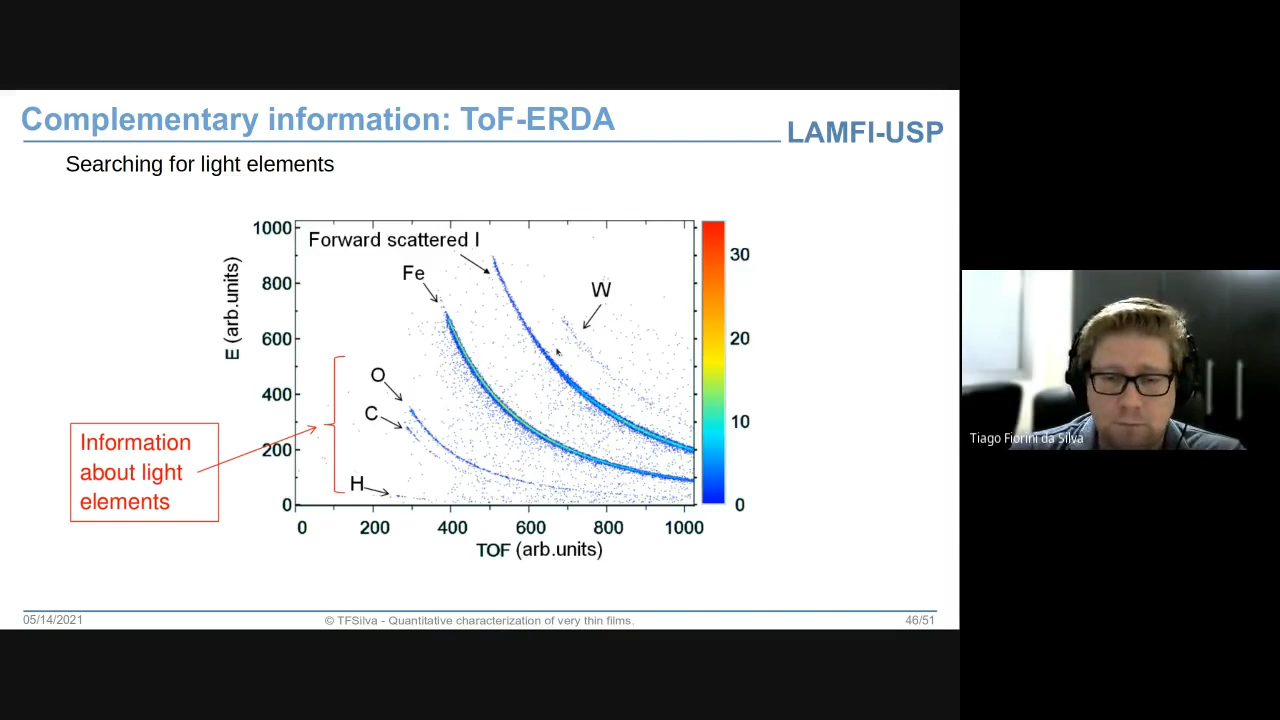 Complementary information: ToF-ERDA
LAMFI-USP
Searching for light elements
1000
800
600
400
200
0
E (arb.units)
Forward scattered I
Fe
W
O
C
H
30
20
10
0
Information
about light
elements
0 200 400 600 800 1000
TOF (arb.units)
05/14/2021
© TFSilva - Quantitative characterization of very thin films.
46/51
Tiago Fiorini da Silva